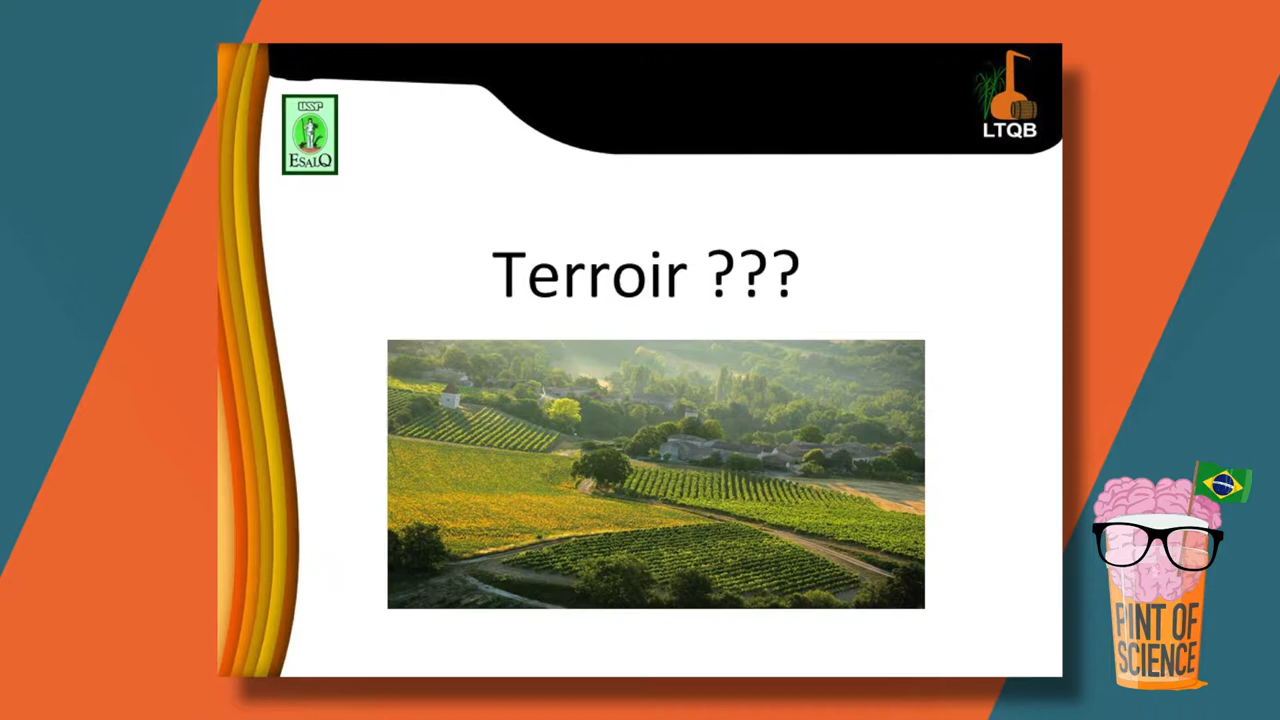 USP
ESALQ
LTQB
Terroir ???
PINT OF
SCIENCE